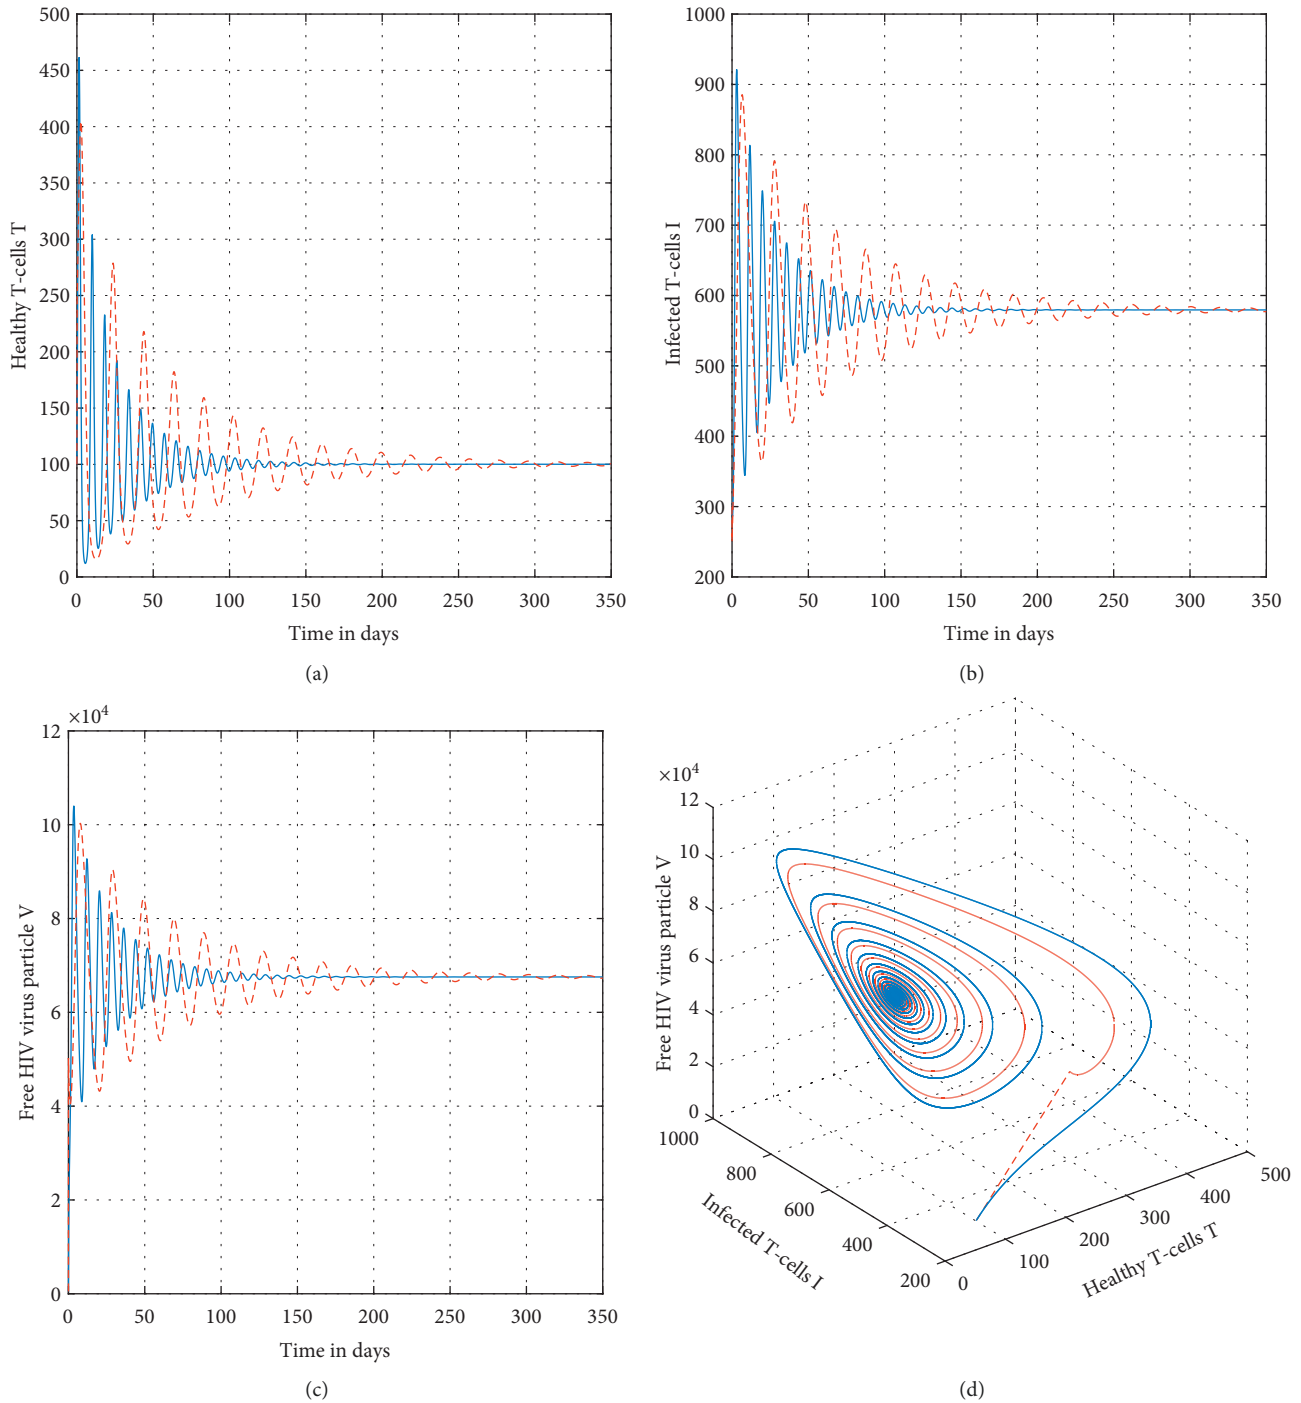 500
450
400
350
300
250
200
150
100
50
0
Healthy T-cells T
0 50 100 150 200 250 300 350
Time in days
(a)
1000
900
800
700
600
500
400
300
200
Infected T-cells I
0 50 100 150 200 250 300 350
Time in days
(b)
×10⁴
12
10
8
6
4
2
0
Free HIV virus particle V
0 50 100 150 200 250 300 350
Time in days
(c)
×10⁴
12
10
8
6
4
2
0
Free HIV virus particle V
1000
800
600
400
200
Infected T-cells I
0
100
200
300
400
500
Healthy T-cells T
(d)